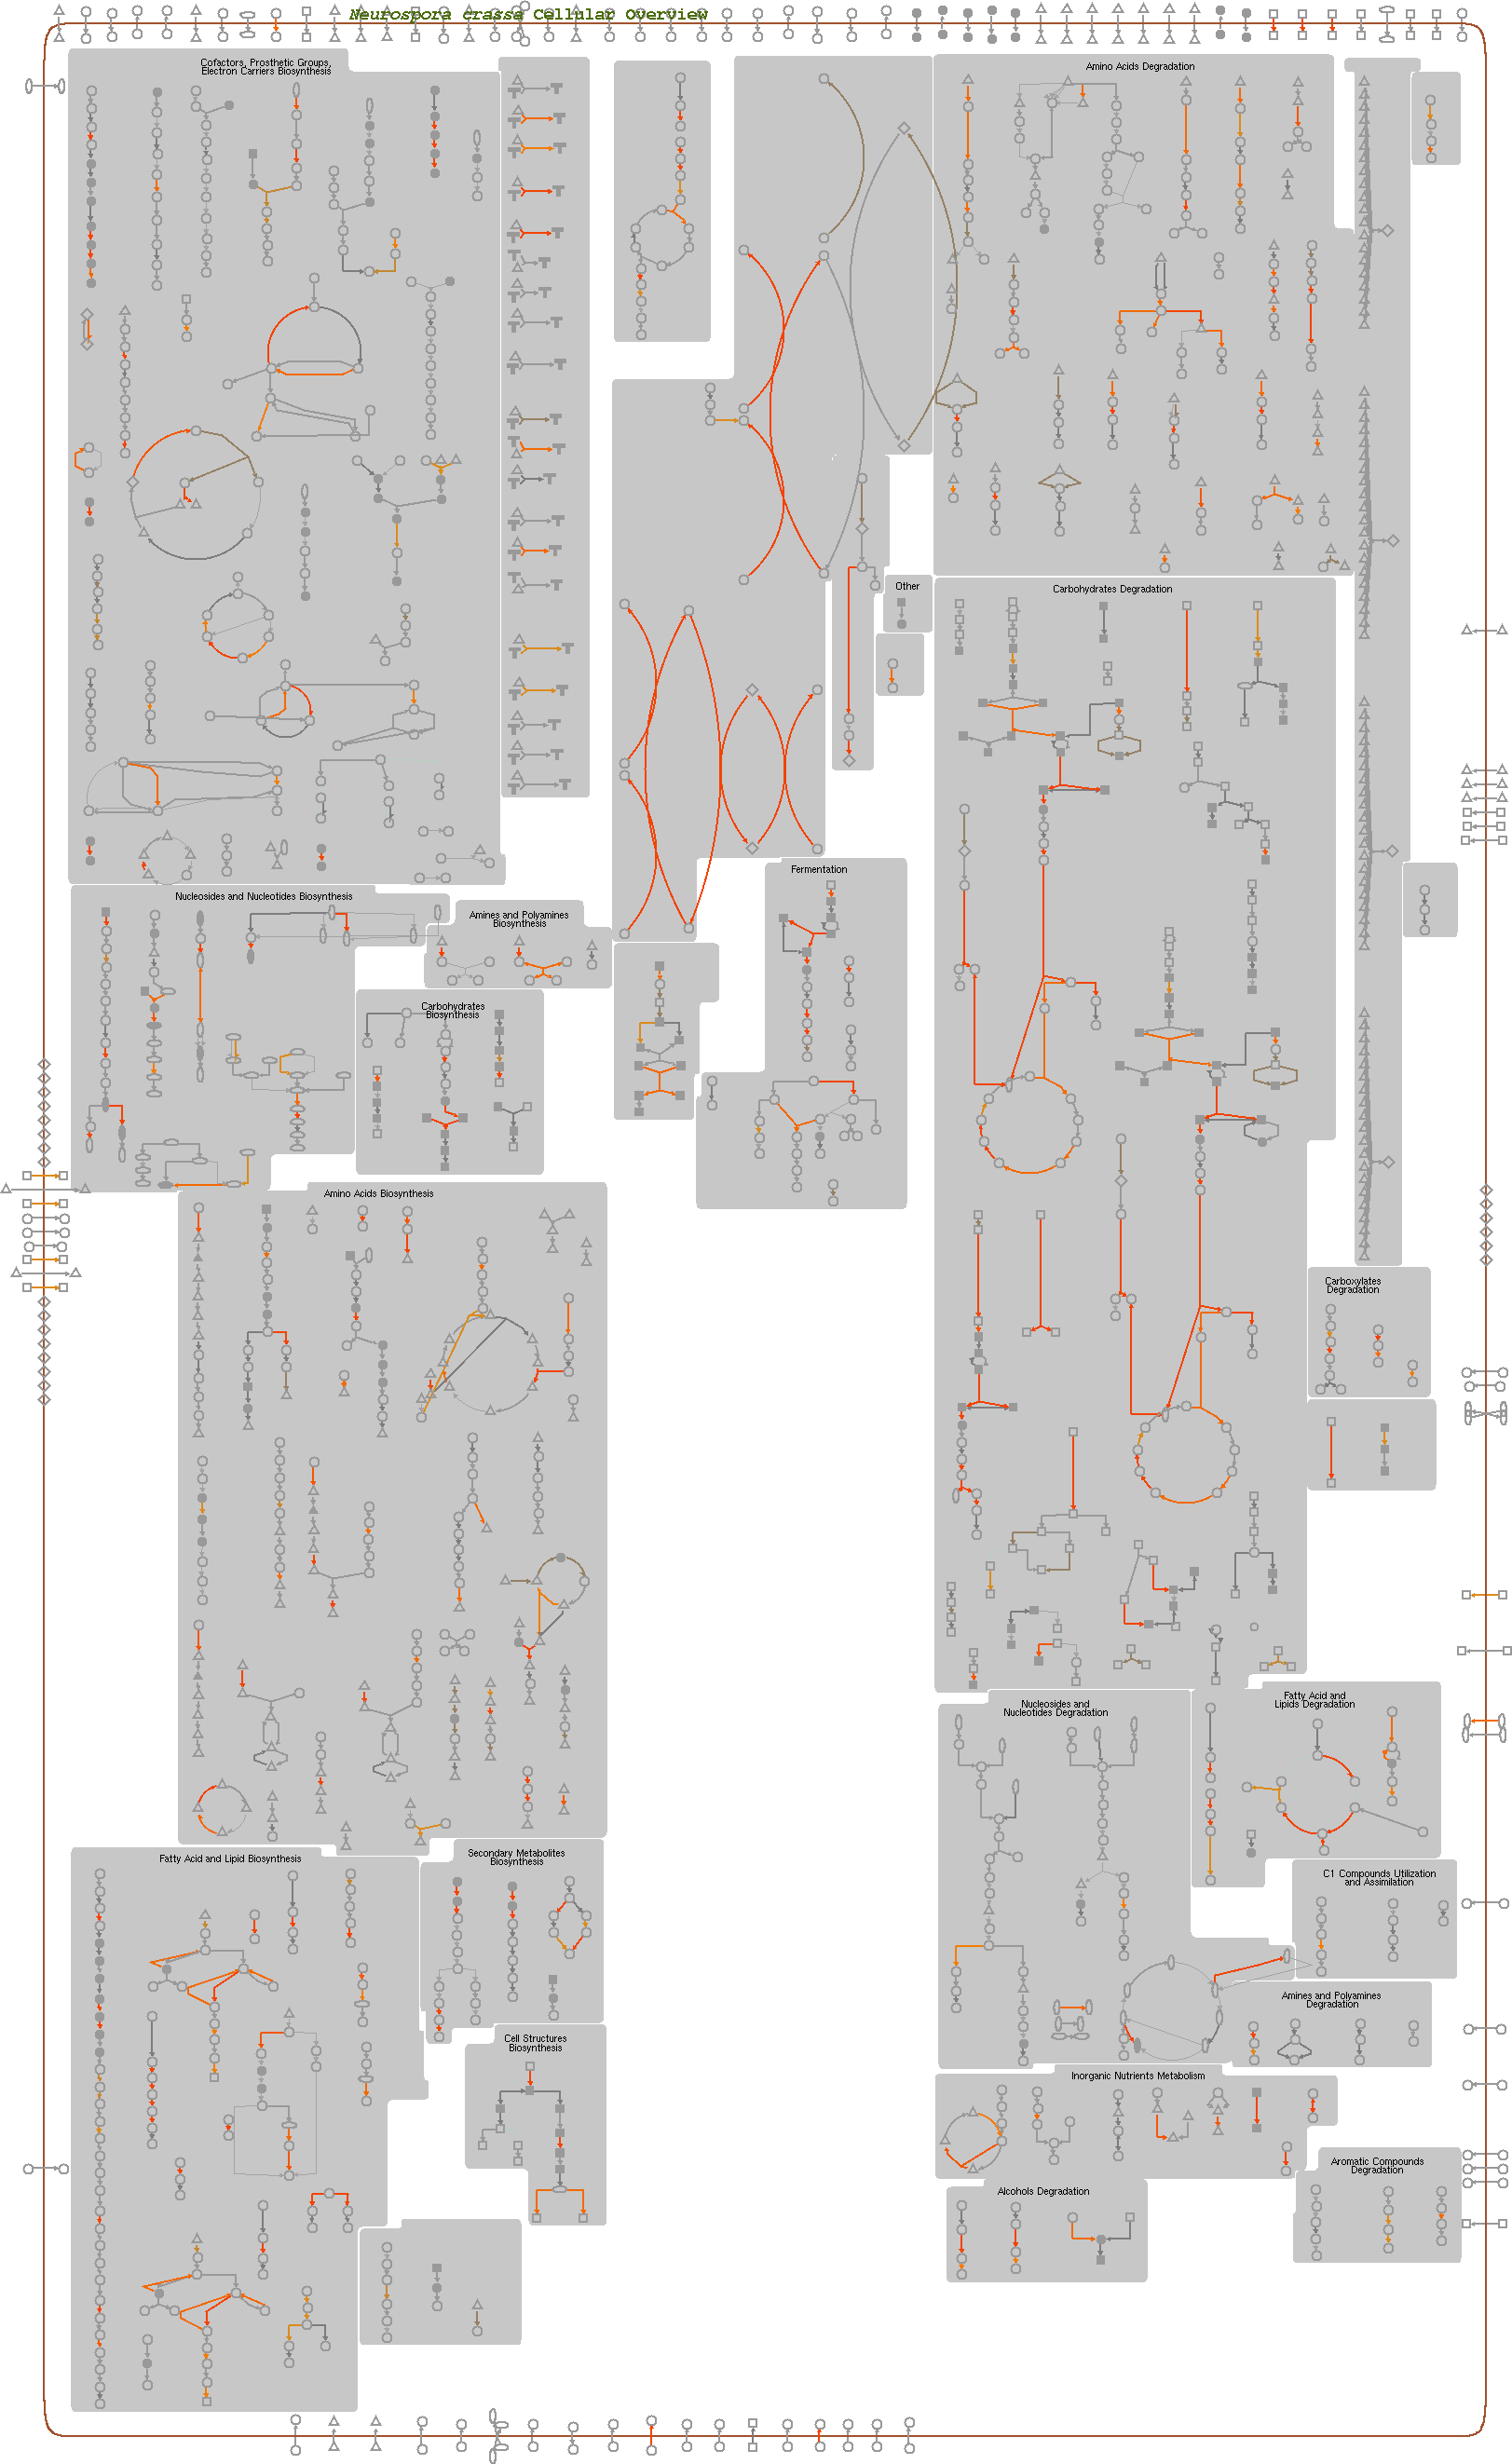 Neurospora crassa Cellular Overview
Cofactors, Prosthetic Groups,
Electron Carriers Biosynthesis
Amino Acids Degradation
Other
Carbohydrates Degradation
Fermentation
Nucleosides and Nucleotides Biosynthesis
Amines and Polyamines
Biosynthesis
Carbohydrates
Biosynthesis
Amino Acids Biosynthesis
Carboxylates
Degradation
Nucleosides and
Nucleotides Degradation
Fatty Acid and
Lipids Degradation
Fatty Acid and Lipid Biosynthesis
Secondary Metabolites
Biosynthesis
C1 Compounds Utilization
and Assimilation
Amines and Polyamines
Degradation
Cell Structures
Biosynthesis
Inorganic Nutrients Metabolism
Aromatic Compounds
Degradation
Alcohols Degradation